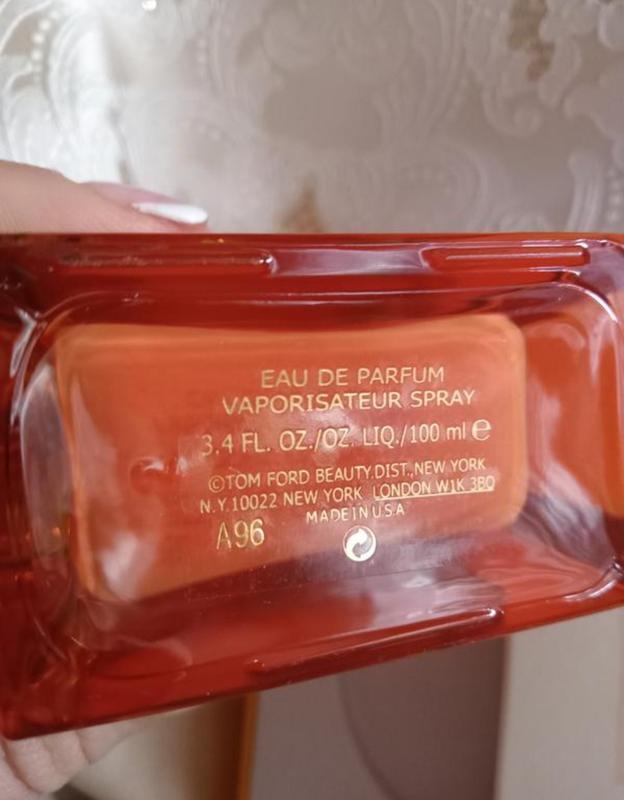 EAU DE PARFUM
VAPORISATEUR SPRAY
3.4 FL. OZ./OZ. LIQ./100 ml ℮
©TOM FORD BEAUTY.DIST.,NEW YORK
N.Y.10022 NEW YORK LONDON W1K 3BQ
MADE IN U.S.A
A96